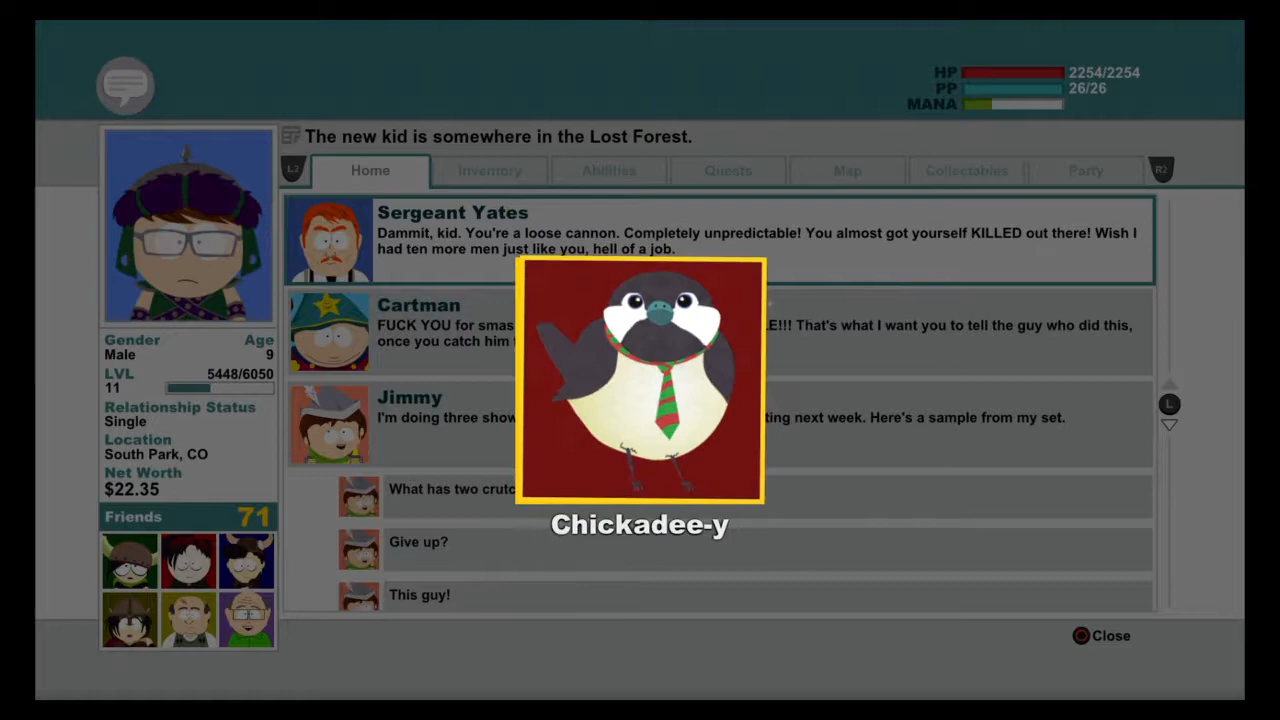 HP 2254/2254
PP 26/26
MANA
The new kid is somewhere in the Lost Forest.
L2 Home Inventory Abilities Quests Map Collectables Party R2
Sergeant Yates
Dammit, kid. You're a loose cannon. Completely unpredictable! You almost got yourself KILLED out there! Wish I
had ten more men just like you, hell of a job.
Cartman
FUCK YOU for smas E!!! That's what I want you to tell the guy who did this,
once you catch him
Jimmy
I'm doing three show ting next week. Here's a sample from my set.
What has two crutc
Give up?
This guy!
Chickadee-y
Gender Age
Male 9
LVL 5448/6050
11
Relationship Status
Single
Location
South Park, CO
Net Worth
$22.35
Friends 71
L
Close